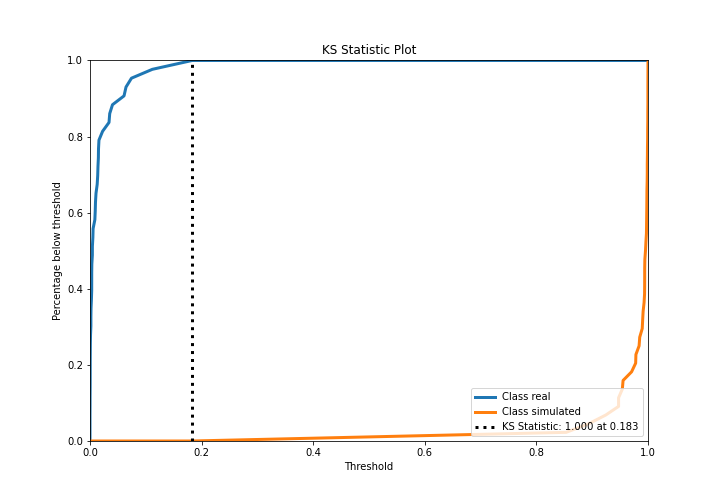 KS Statistic Plot
Percentage below threshold
1.0
0.8
0.6
0.4
0.2
0.0
Class real
Class simulated
KS Statistic: 1.000 at 0.183
0.0 0.2 0.4 0.6 0.8 1.0
Threshold